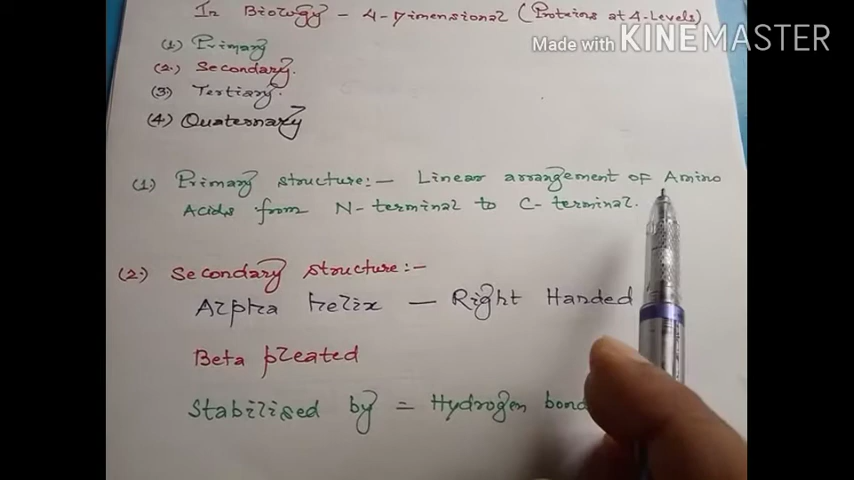 In Biology - 4-Dimensional (Proteins at 4-Levels)
Made with KINEMASTER
(1) Primary
(2.) Secondary.
(3) Tertiary.
(4) Quaternary
(1.) Primary structure:- Linear arrangement of Amino
Acids from N-terminal to C-terminal.
(2.) Secondary structure:-
Alpha helix - Right Handed
Beta pleated
Stabilised by = Hydrogen bond